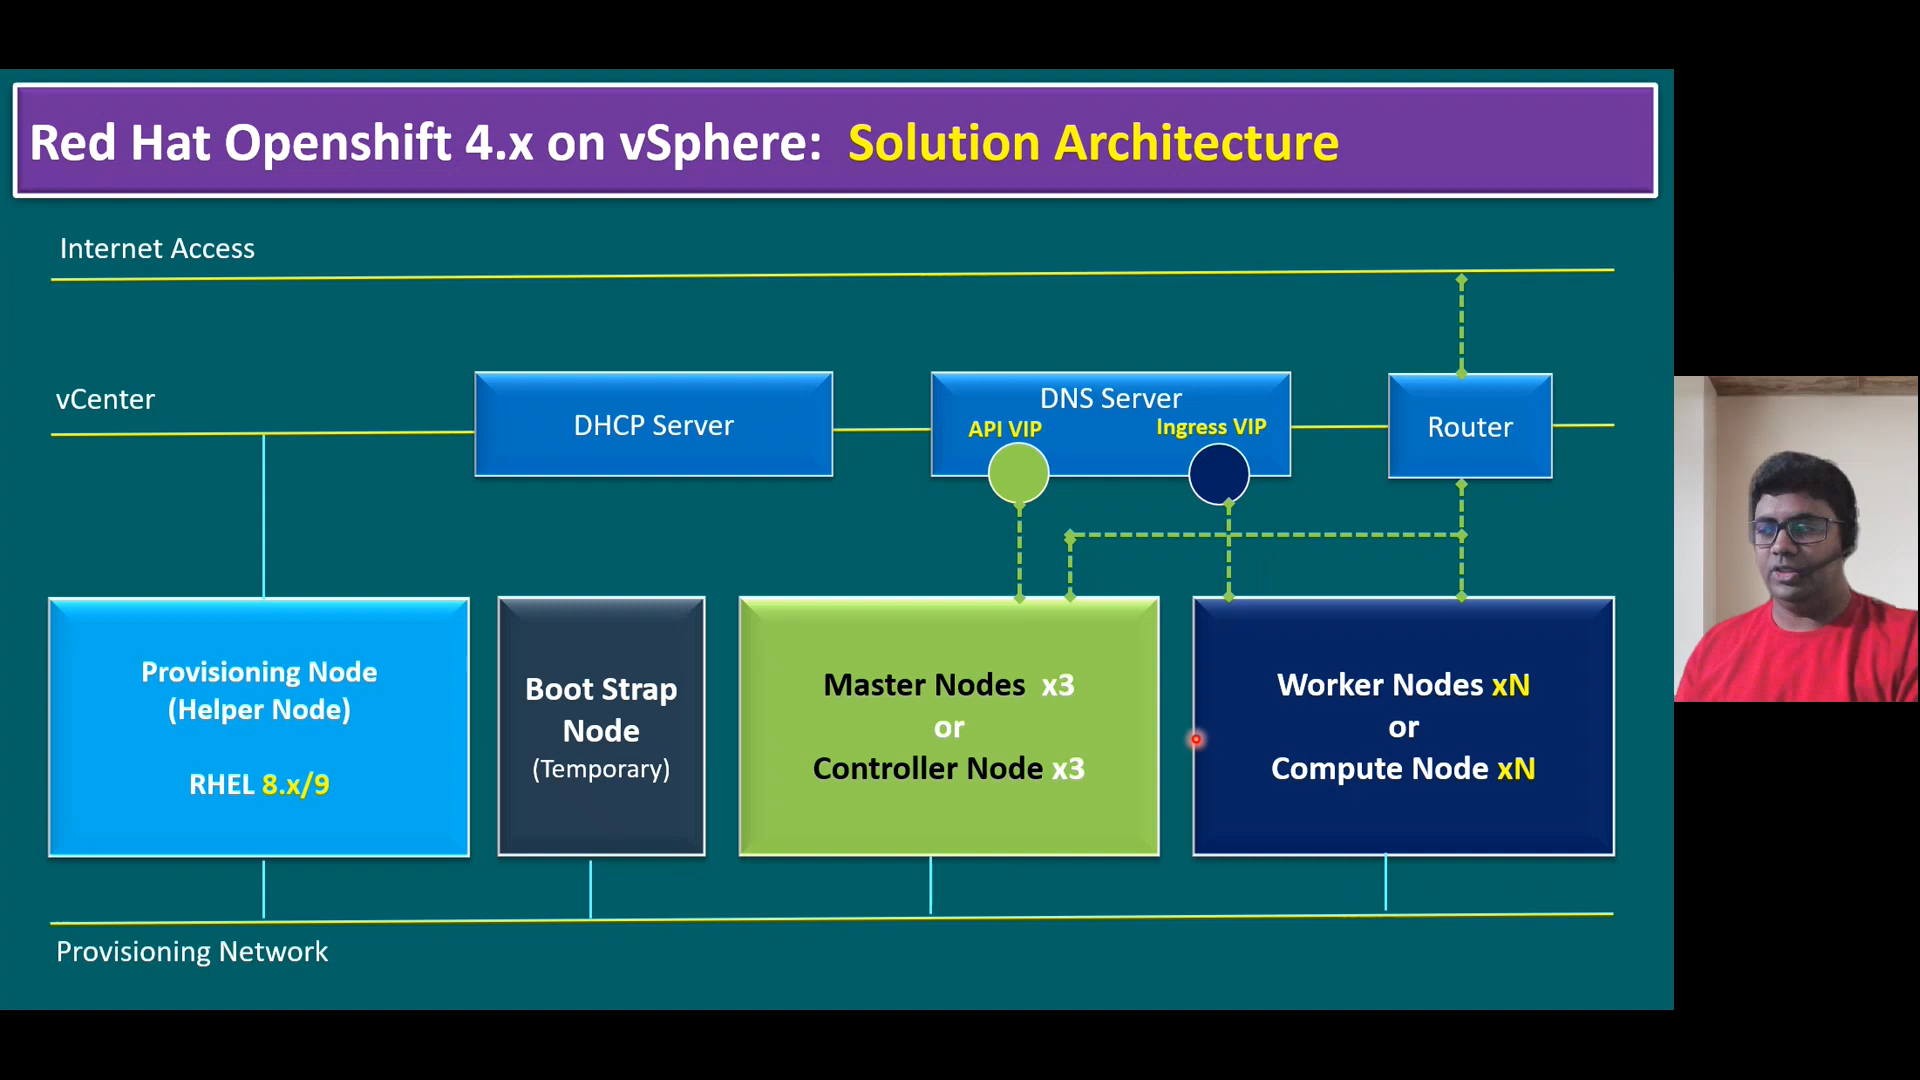 Red Hat Openshift 4.x on vSphere: Solution Architecture
Internet Access
vCenter
DHCP Server
DNS Server
API VIP
Ingress VIP
Router
Provisioning Node
(Helper Node)
RHEL 8.x/9
Boot Strap
Node
(Temporary)
Master Nodes x3
or
Controller Node x3
Worker Nodes xN
or
Compute Node xN
Provisioning Network